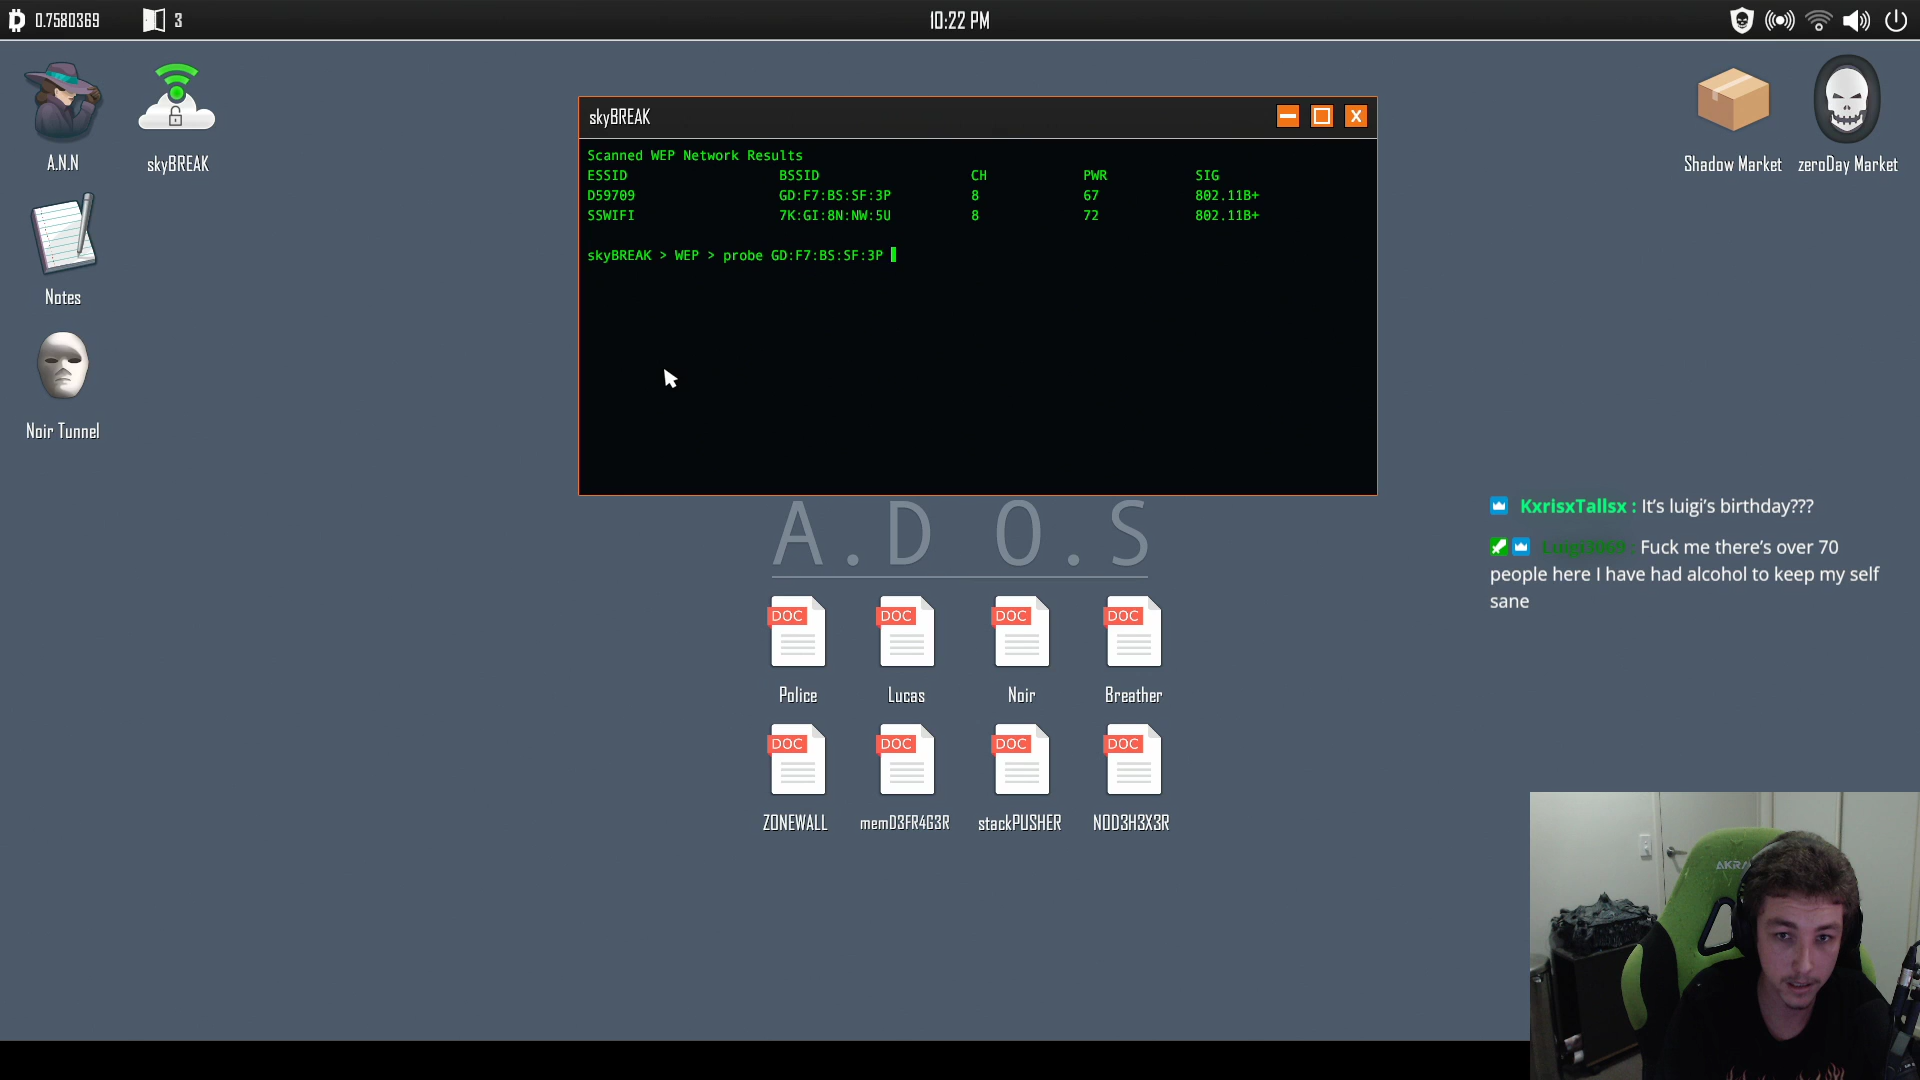 0.7580369
3
10:22 PM
A.N.N
skyBREAK
Notes
Noir Tunnel
skyBREAK
X
Scanned WEP Network Results
ESSID BSSID CH PWR SIG
D59709 GD:F7:BS:SF:3P 8 67 802.11B+
SSWIFI 7K:GI:8N:NW:5U 8 72 802.11B+
skyBREAK > WEP > probe GD:F7:BS:SF:3P
Shadow Market
zeroDay Market
A.D O.S
DOC
DOC
DOC
DOC
Police
Lucas
Noir
Breather
DOC
DOC
DOC
DOC
ZONEWALL
memD3FR4G3R
stackPUSHER
NOD3H3X3R
KxrisxTallsx : It's luigi's birthday???
Fuck me there's over 70
people here I have had alcohol to keep my self
sane